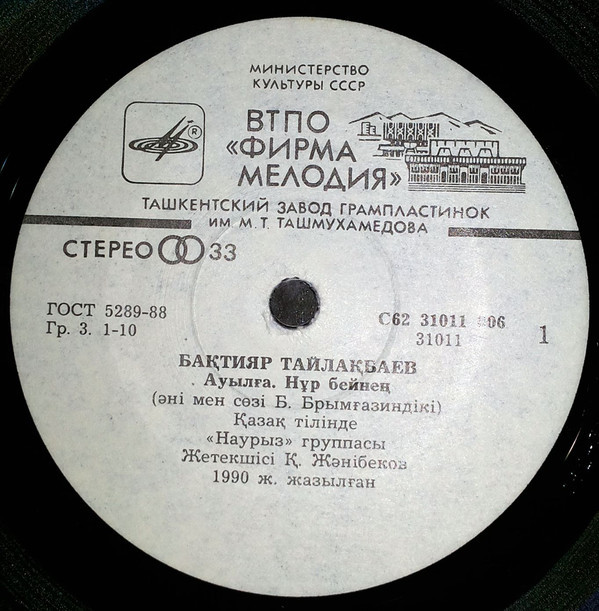 МИНИСТЕРСТВО
КУЛЬТУРЫ СССР
®
ВТПО
«ФИРМА
МЕЛОДИЯ»
ТАШКЕНТСКИЙ ЗАВОД ГРАМПЛАСТИНОК
ИМ М. Т. ТАШМУХАМЕДОВА
СТЕРЕО 33
ГОСТ 5289-88
Гр. 3. 1-10
С62 31011 006
31011
1
БАҚТИЯР ТАЙЛАҚБАЕВ
Ауылға. Нұр бейнең
(әні мен сөзі Б. Брымғазиндікі)
Қазақ тілінде
«Наурыз» группасы
Жетекшісі Қ. Жәнібеков
1990 ж. жазылған